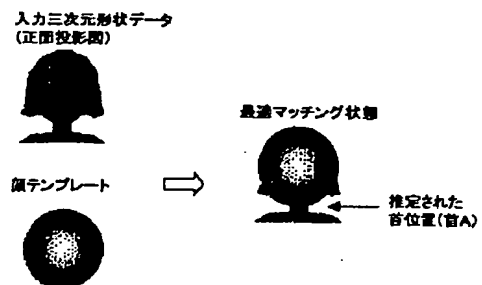 入力三次元形状データ
(正面投影図)
最適マッチング状態
顔テンプレート
推定された
首位置(首A)